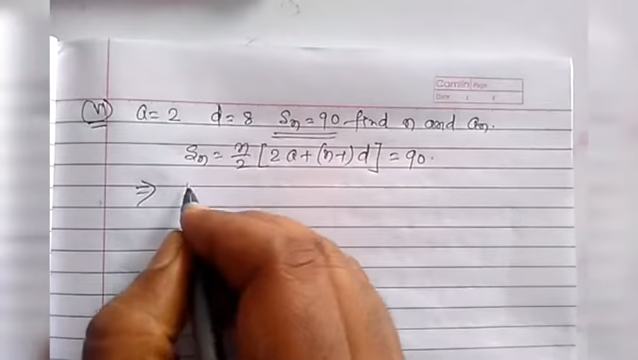 (vi) a = 2 d = 8 Sn = 90 find n and an.
Sn = n/2 [2a + (n-1)d] = 90.
⇒
Camlin Page
Date / /